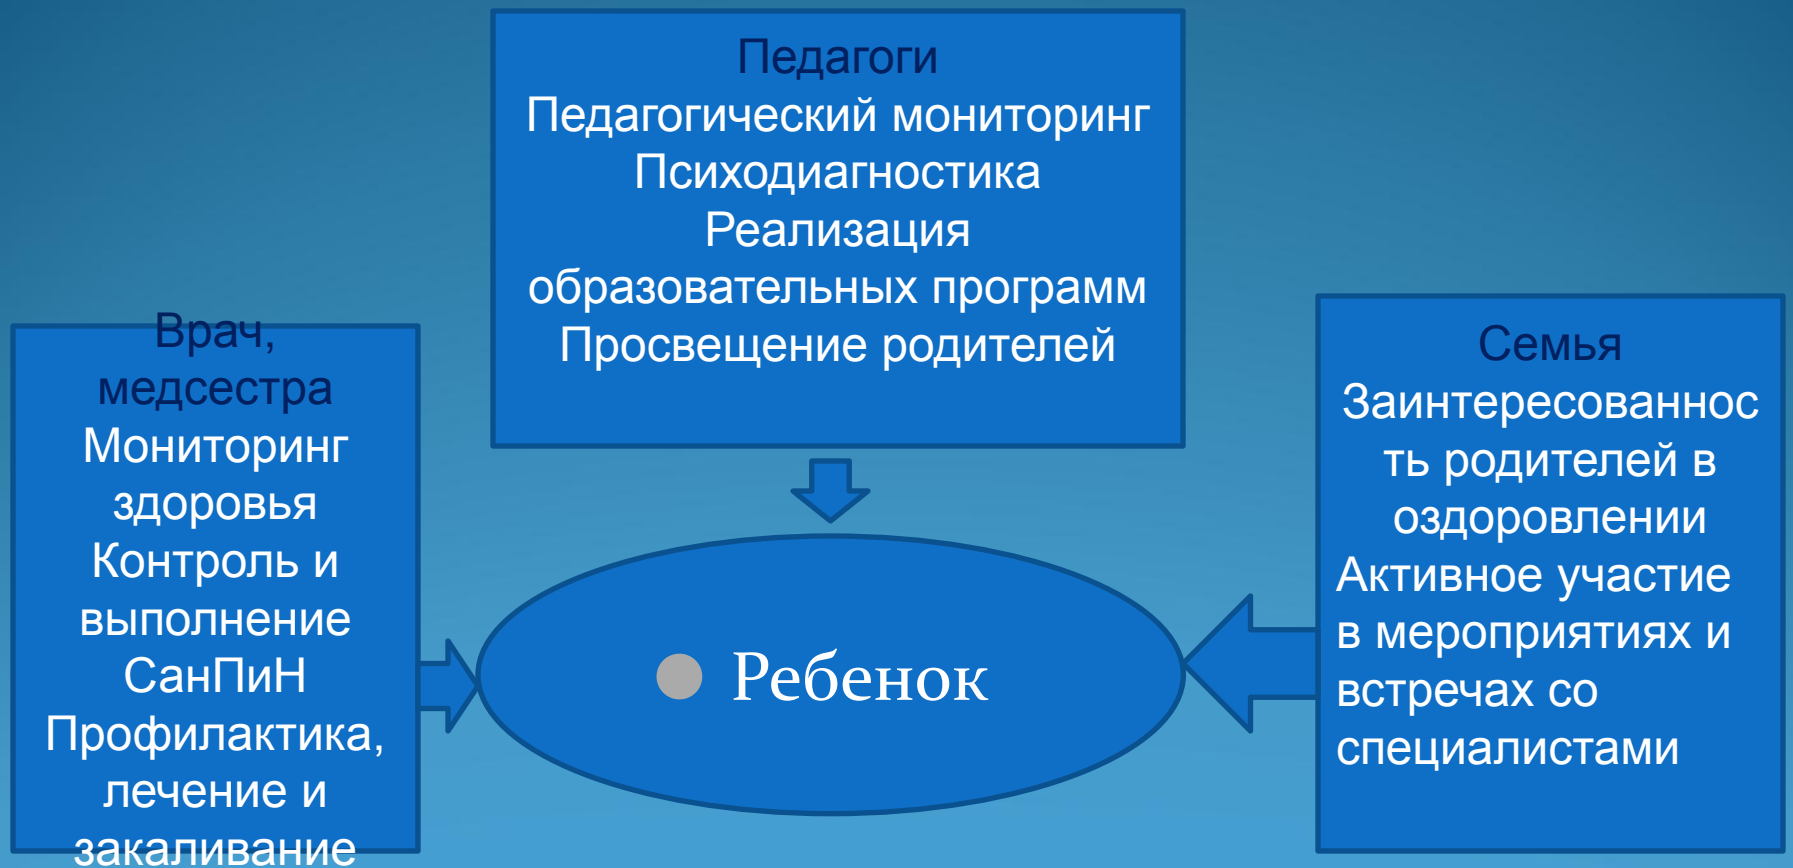 Педагоги
Педагогический мониторинг
Психодиагностика
Реализация
образовательных программ
Просвещение родителей
Врач,
медсестра
Мониторинг
здоровья
Контроль и
выполнение
СанПиН
Профилактика,
лечение и
закаливание
Ребенок
Семья
Заинтересованнос
ть родителей в
оздоровлении
Активное участие
в мероприятиях и
встречах со
специалистами